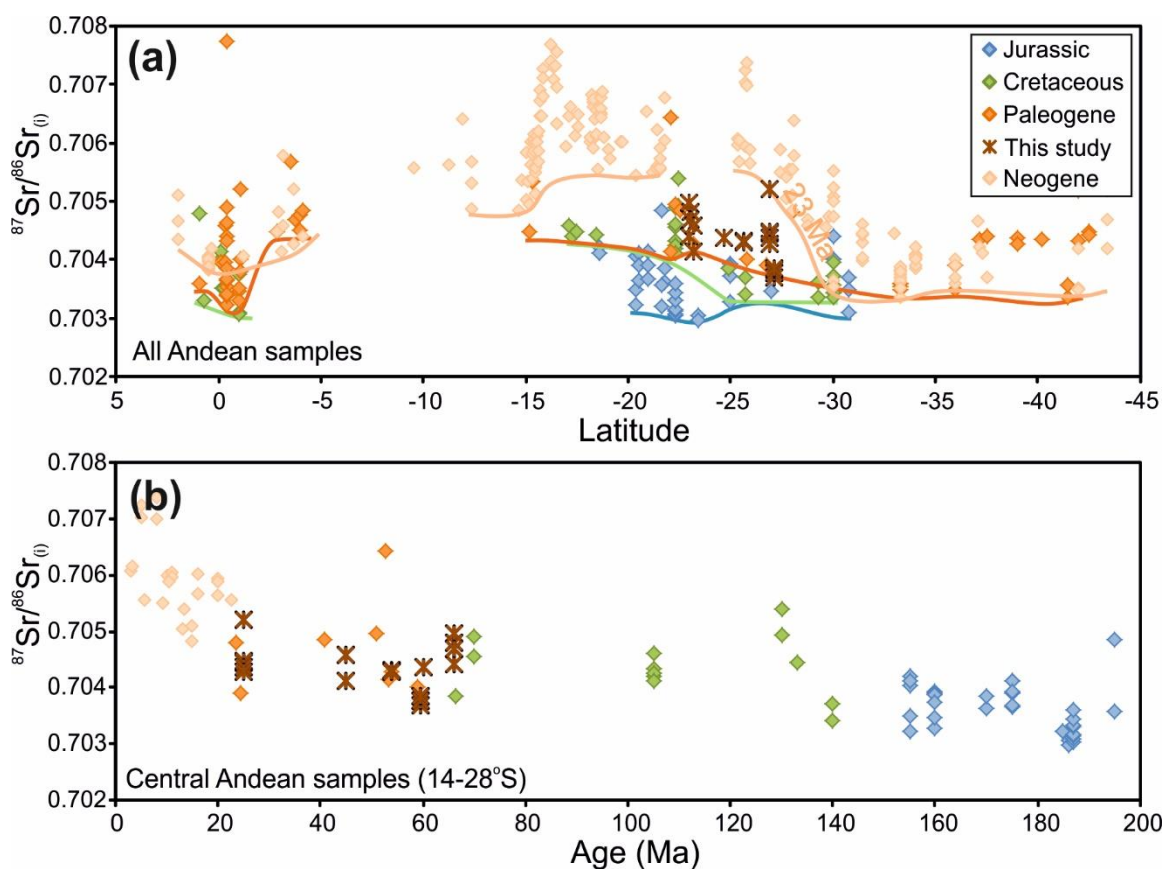 (a)
0.708
0.707
0.706
0.705
0.704
0.703
0.702
⁸⁷Sr/⁸⁶Sr(i)
Jurassic
Cretaceous
Paleogene
This study
Neogene
23 Ma
All Andean samples
5 0 -5 -10 -15 -20 -25 -30 -35 -40 -45
Latitude
(b)
0.708
0.707
0.706
0.705
0.704
0.703
0.702
⁸⁷Sr/⁸⁶Sr(i)
Central Andean samples (14-28°S)
0 20 40 60 80 100 120 140 160 180 200
Age (Ma)